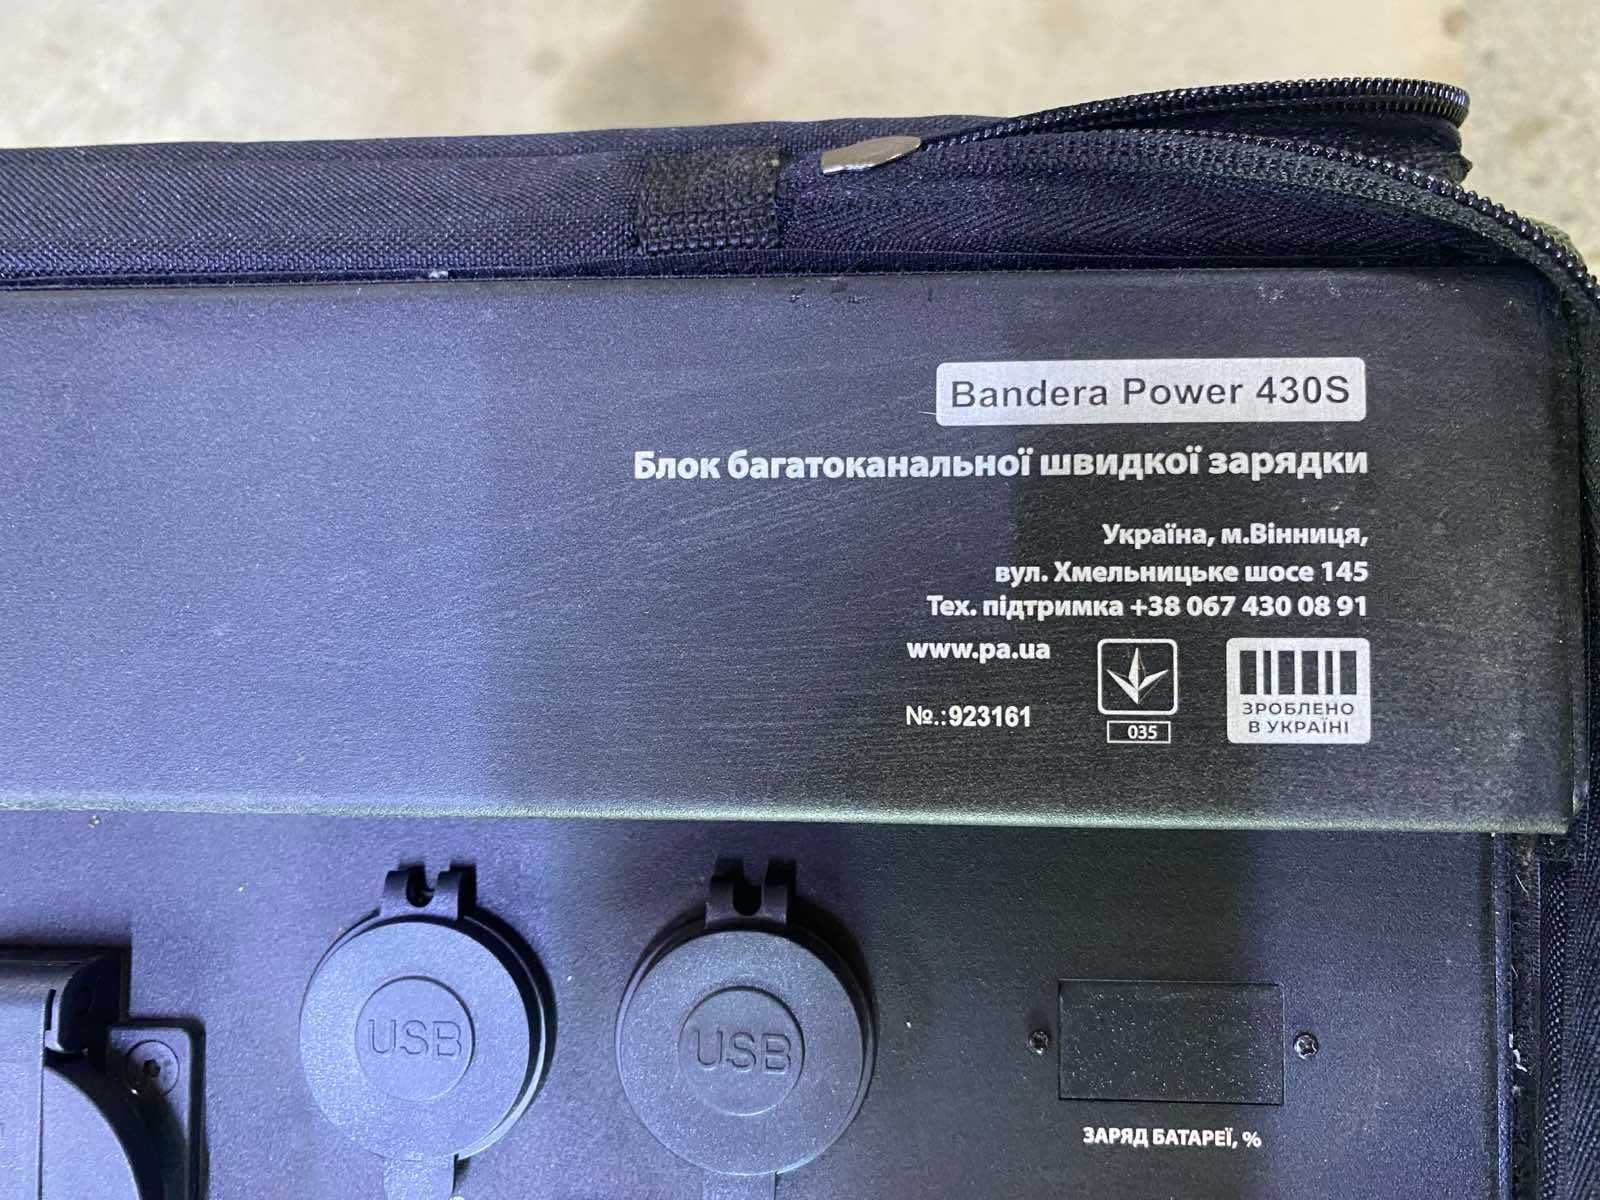 Bandera Power 430S
Блок багатоканальної швидкої зарядки
Україна, м.Вінниця,
вул. Хмельницьке шосе 145
Тех. підтримка +38 067 430 08 91
www.pa.ua
№.:923161
035
ЗРОБЛЕНО
В УКРАЇНІ
USB
USB
ЗАРЯД БАТАРЕЇ, %